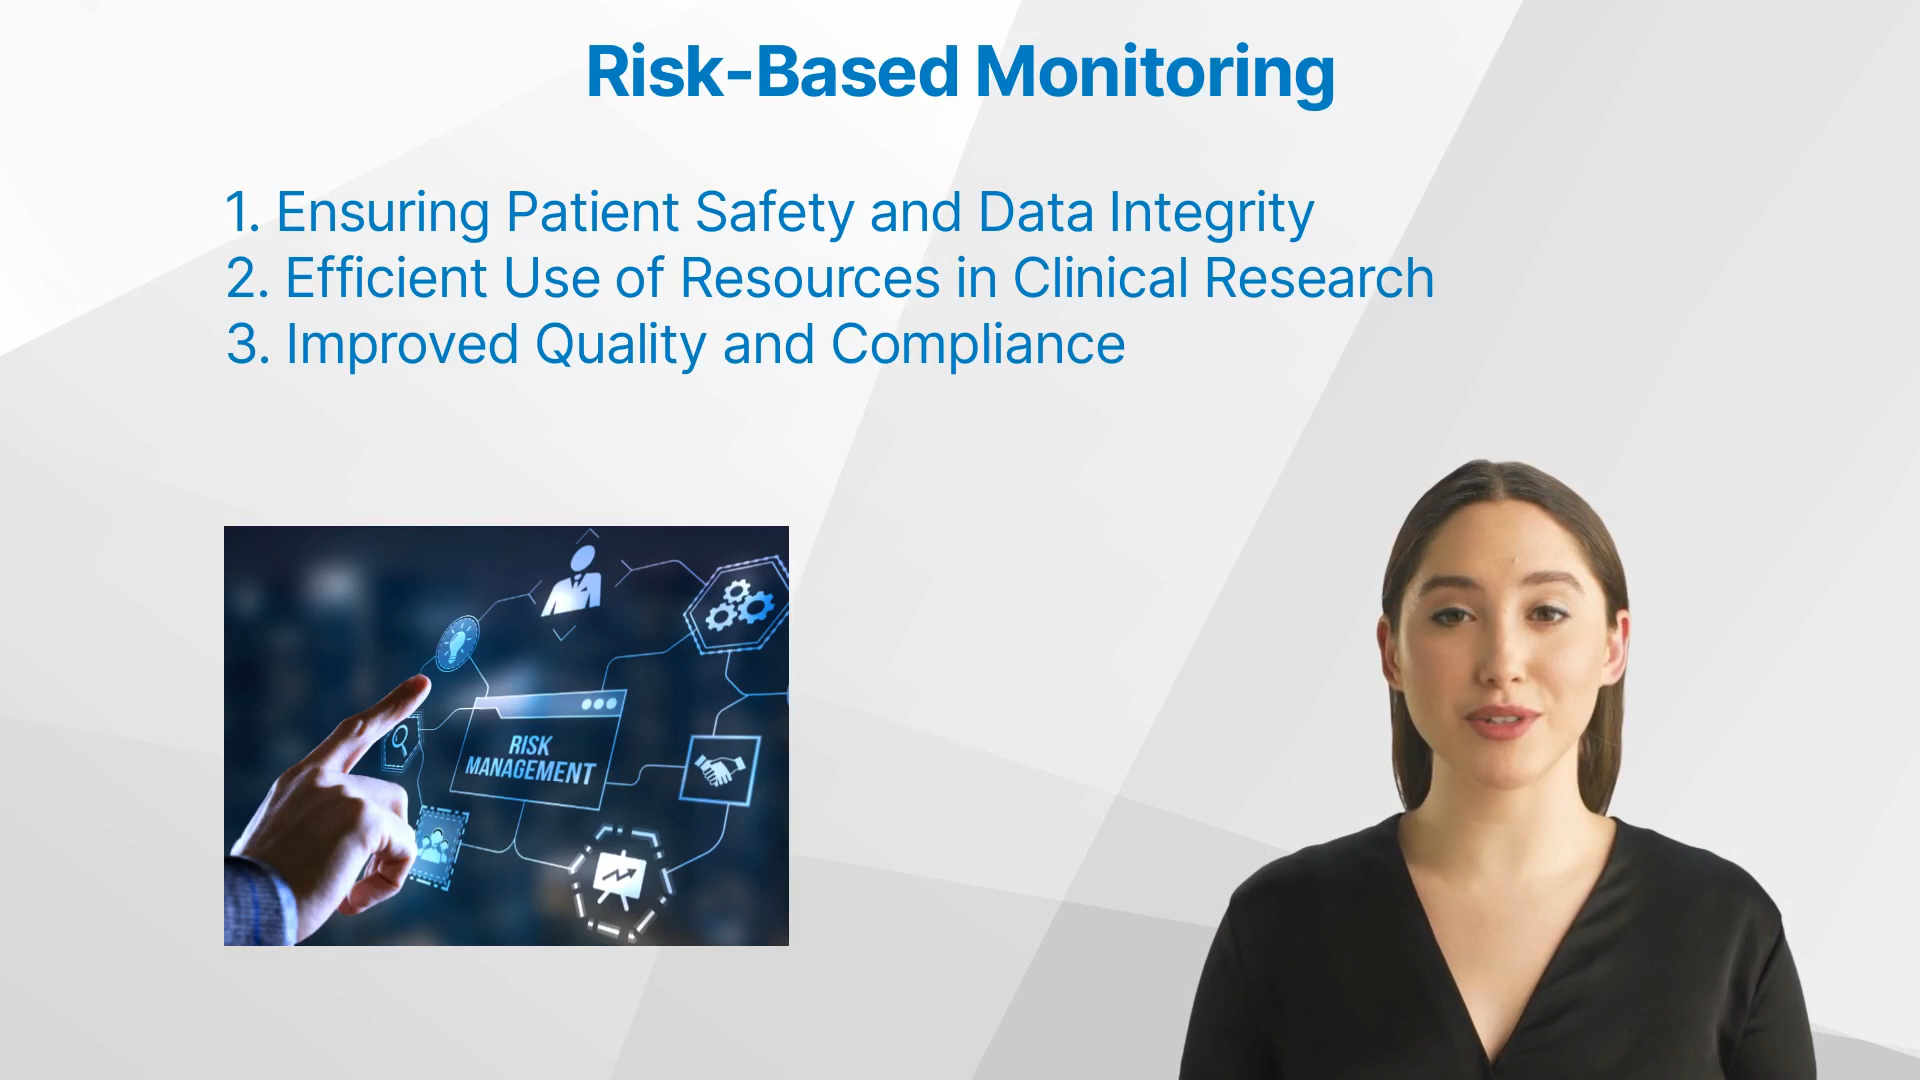 Risk-Based Monitoring
1. Ensuring Patient Safety and Data Integrity
2. Efficient Use of Resources in Clinical Research
3. Improved Quality and Compliance
RISK
MANAGEMENT